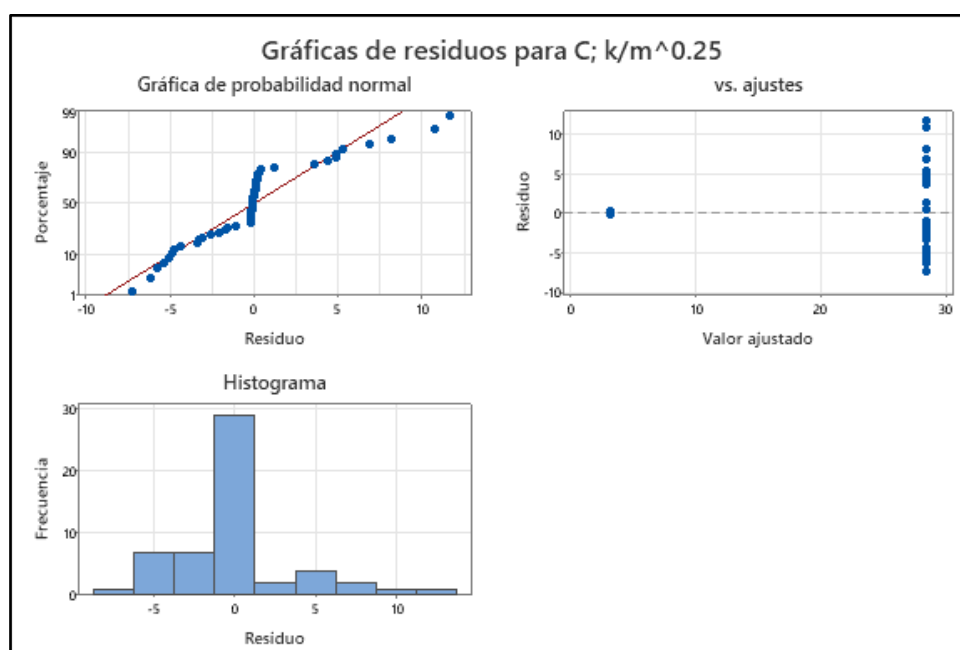 Gráficas de residuos para C; k/m^0.25
Gráfica de probabilidad normal
99
90
50
10
1
Porcentaje
-10
-5
0
5
10
Residuo
vs. ajustes
10
5
0
-5
-10
Residuo
0
10
20
30
Valor ajustado
Histograma
30
20
10
0
Frecuencia
-5
0
5
10
Residuo